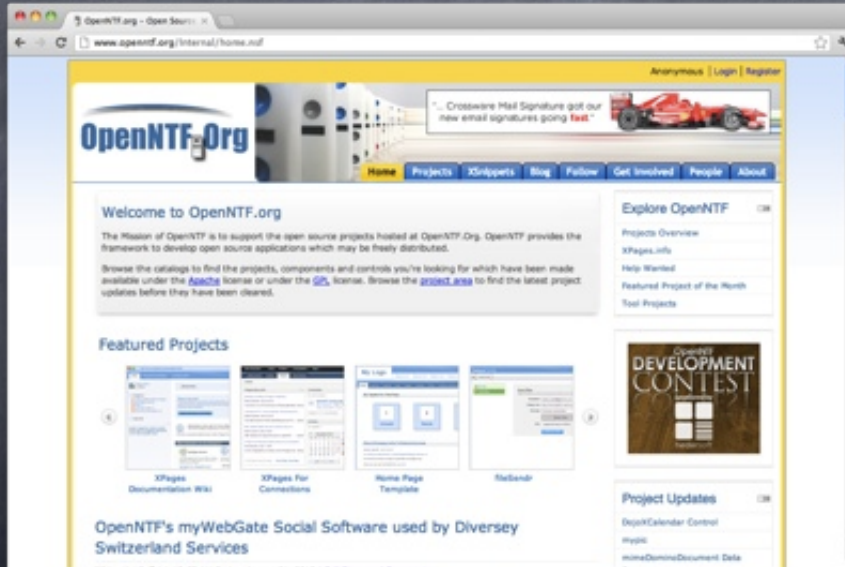 OpenNTF.org - Open Sourc
www.openntf.org/internal/home.nsf
Anonymous | Login | Register
OpenNTF.Org
"... Crossware Mail Signature got our
new email signatures going fast"
Home Projects XSnippets Blog Follow Get Involved People About
Welcome to OpenNTF.org
The Mission of OpenNTF is to support the open source projects hosted at OpenNTF.Org. OpenNTF provides the
framework to develop open source applications which may be freely distributed.
Browse the catalogs to find the projects, components and controls you're looking for which have been made
available under the Apache license or under the GPL license. Browse the project area to find the latest project
updates before they have been cleared.
Featured Projects
My Logo
XPages
Documentation Wiki
XPages For
Connections
Home Page
Template
fileSendr
OpenNTF's myWebGate Social Software used by Diversey
Switzerland Services
Explore OpenNTF
Projects Overview
XPages.info
Help Wanted
Featured Project of the Month
Tool Projects
OpenNTF
DEVELOPMENT
CONTEST
Project Updates
DojoXCalendar Control
mypic
mimeDominoDocument Data